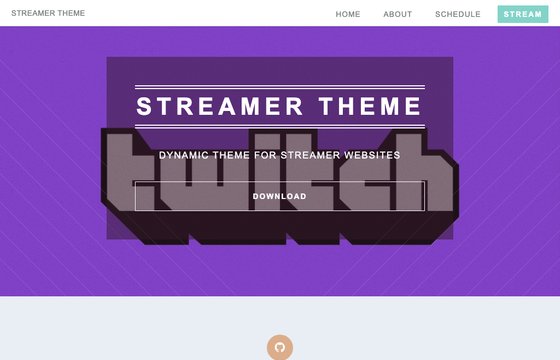 STREAMER THEME
HOME ABOUT SCHEDULE STREAM
STREAMER THEME
DYNAMIC THEME FOR STREAMER WEBSITES
twitch
DOWNLOAD